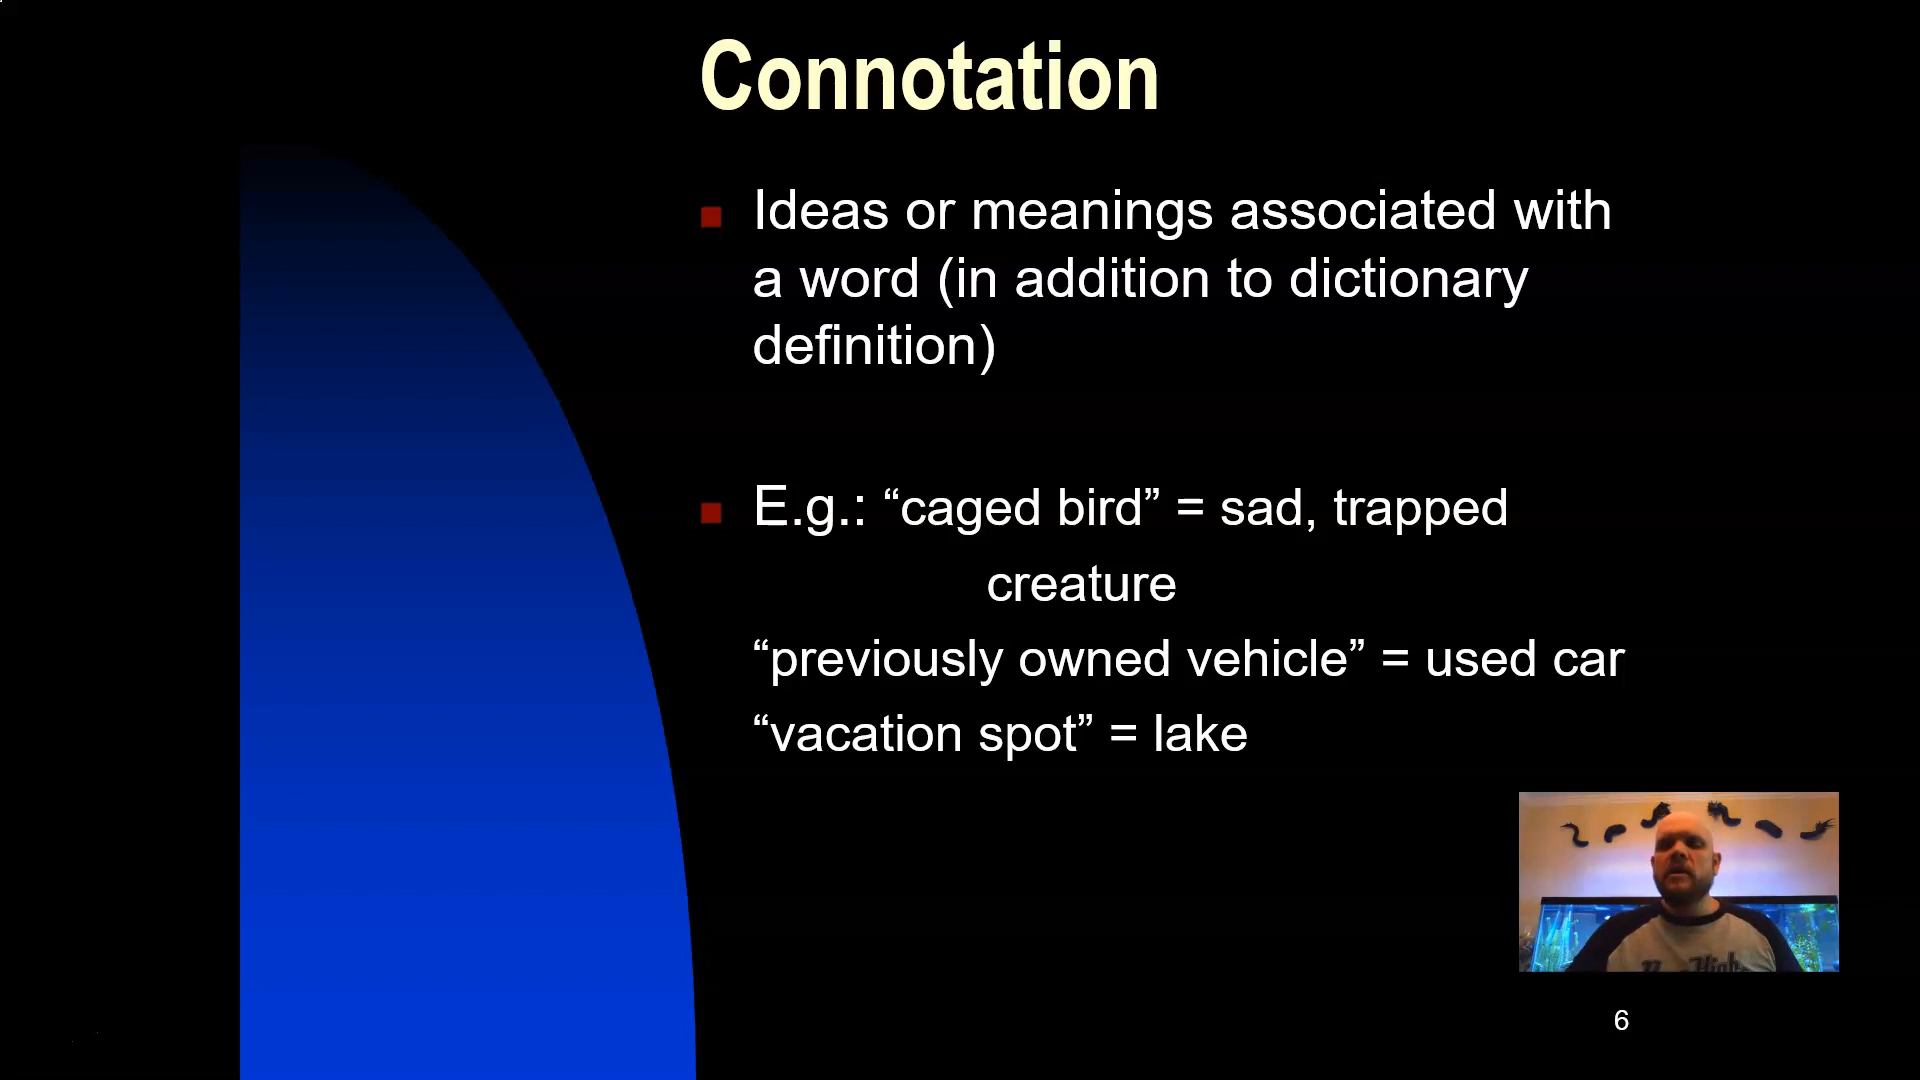 Connotation
Ideas or meanings associated with
a word (in addition to dictionary
definition)
E.g.: “caged bird” = sad, trapped
creature
“previously owned vehicle” = used car
“vacation spot” = lake
6